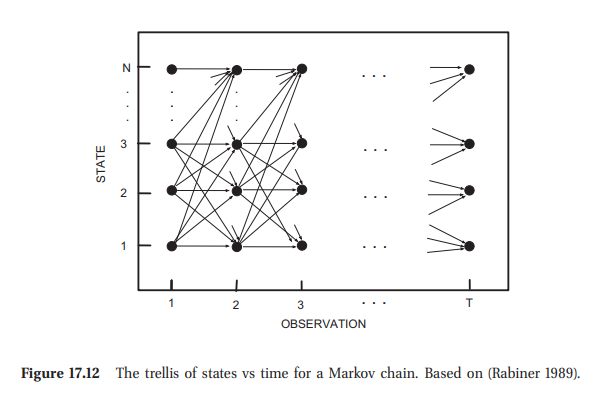 N
3
2
1
STATE
1 2 3 . . . T
OBSERVATION
Figure 17.12 The trellis of states vs time for a Markov chain. Based on (Rabiner 1989).